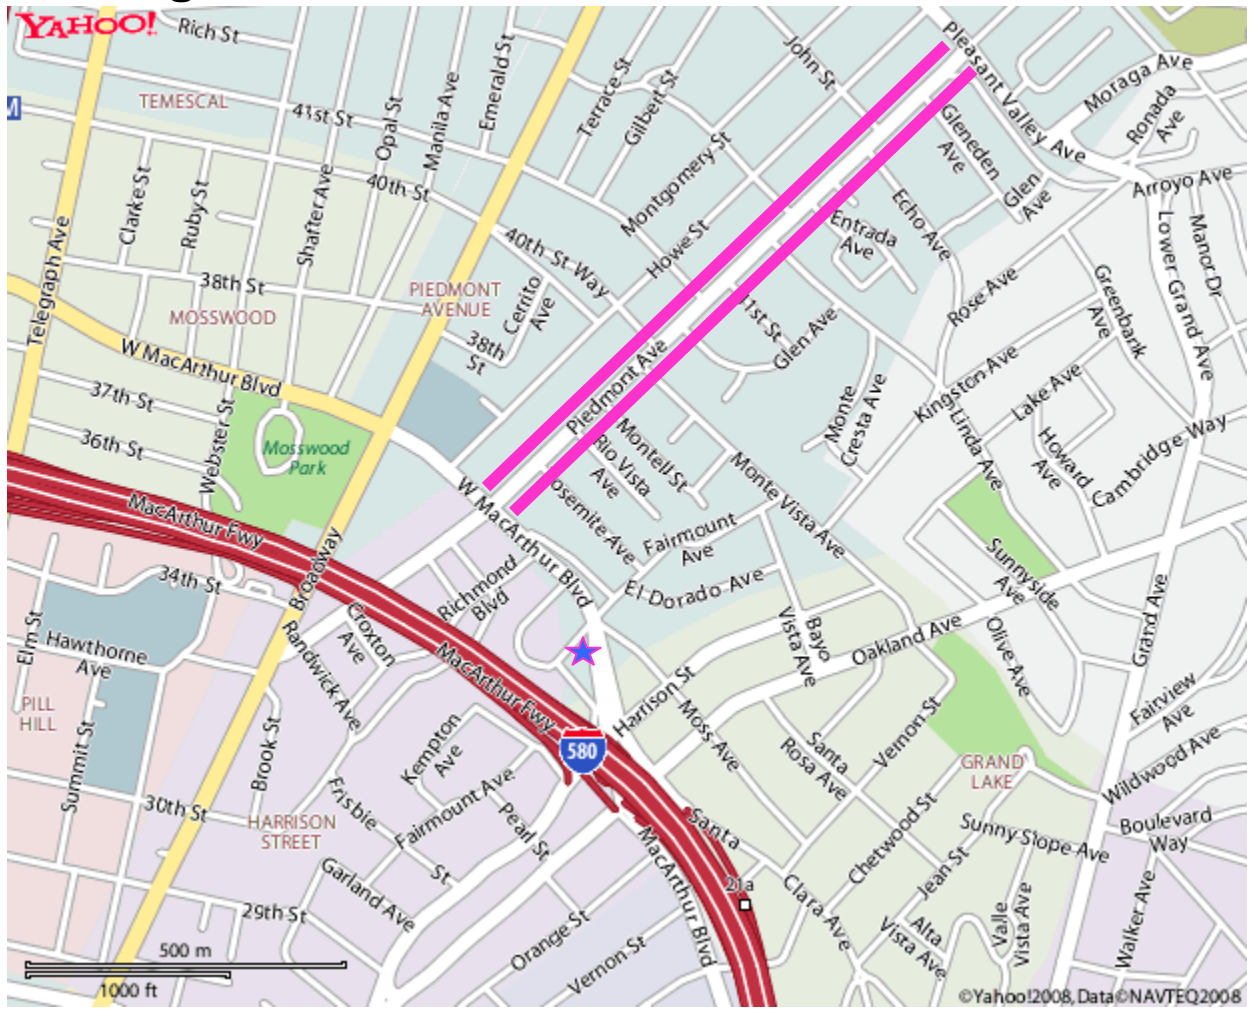 YAHOO!
Rich St
TEMESCAL
41st St
Opal St
Manila Ave
Emerald St
Terrace St
Gilbert St
John St
Pleasant Valley Ave
Moraga Ave
Ronada
Ave
Gleneden
Ave
Glen
Ave
Arroyo Ave
M
Telegraph Ave
Clarke St
Ruby St
Shafter Ave
40th St
Montgomery St
Howe St
Entrada
Ave
Echo Ave
Lower Grand Ave
Manor Dr
40th St Way
38th St
PIEDMONT
AVENUE
Cerrito
Ave
38th
St
MOSSWOOD
W MacArthur Blvd
Piedmont Ave
41st St
Glen Ave
Rose Ave
Greenbank
Ave
Kingston Ave
Lake Ave
Linda Ave
Howard
Ave
Cambridge Way
Monte
Cresta Ave
37th St
36th St
Webster St
Mosswood
Park
Rio Vista
Ave
Montell St
Monte Vista Ave
W MacArthur Blvd
osemite Ave
Fairmount
Ave
El Dorado Ave
MacArthur Fwy
Broadway
34th St
Elm St
Hawthorne
Ave
Richmond
Blvd
Croxton
Ave
Randwick Ave
MacArthur Fwy
Bayo
Vista Ave
Oakland Ave
Sunnyside
Ave
Olive Ave
Grand Ave
Harrison St
Moss Ave
Santa
Rosa Ave
Vernon St
Fairview
Ave
Wildwood Ave
PILL
HILL
Summit St
Brook St
Kempton
Ave
580
GRAND
LAKE
30th St
Frisbie
St
Fairmount Ave
Pearl St
HARRISON
STREET
Santa
Clara Ave
Chetwood St
Jean St
Sunny Slope Ave
Boulevard
Way
Garland Ave
29th St
MacArthur Blvd
21a
Alta
Vista Ave
Valle
Vista Ave
Walker Ave
Orange St
Vernon St
500 m
1000 ft
©Yahoo!2008, Data©NAVTEQ2008